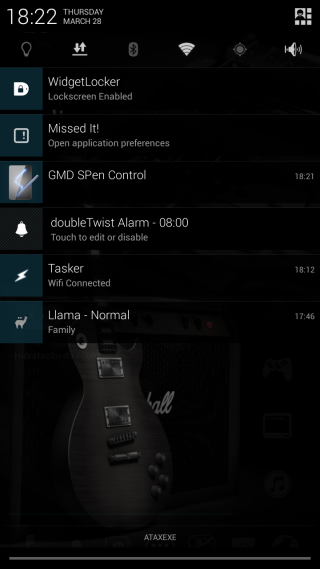 18:22
THURSDAY
MARCH 28
WidgetLocker
Lockscreen Enabled
Missed It!
Open application preferences
GMD SPen Control
18:21
doubleTwist Alarm - 08:00
Touch to edit or disable
Tasker
18:12
Wifi Connected
Llama - Normal
17:46
Family
ATAXEXE